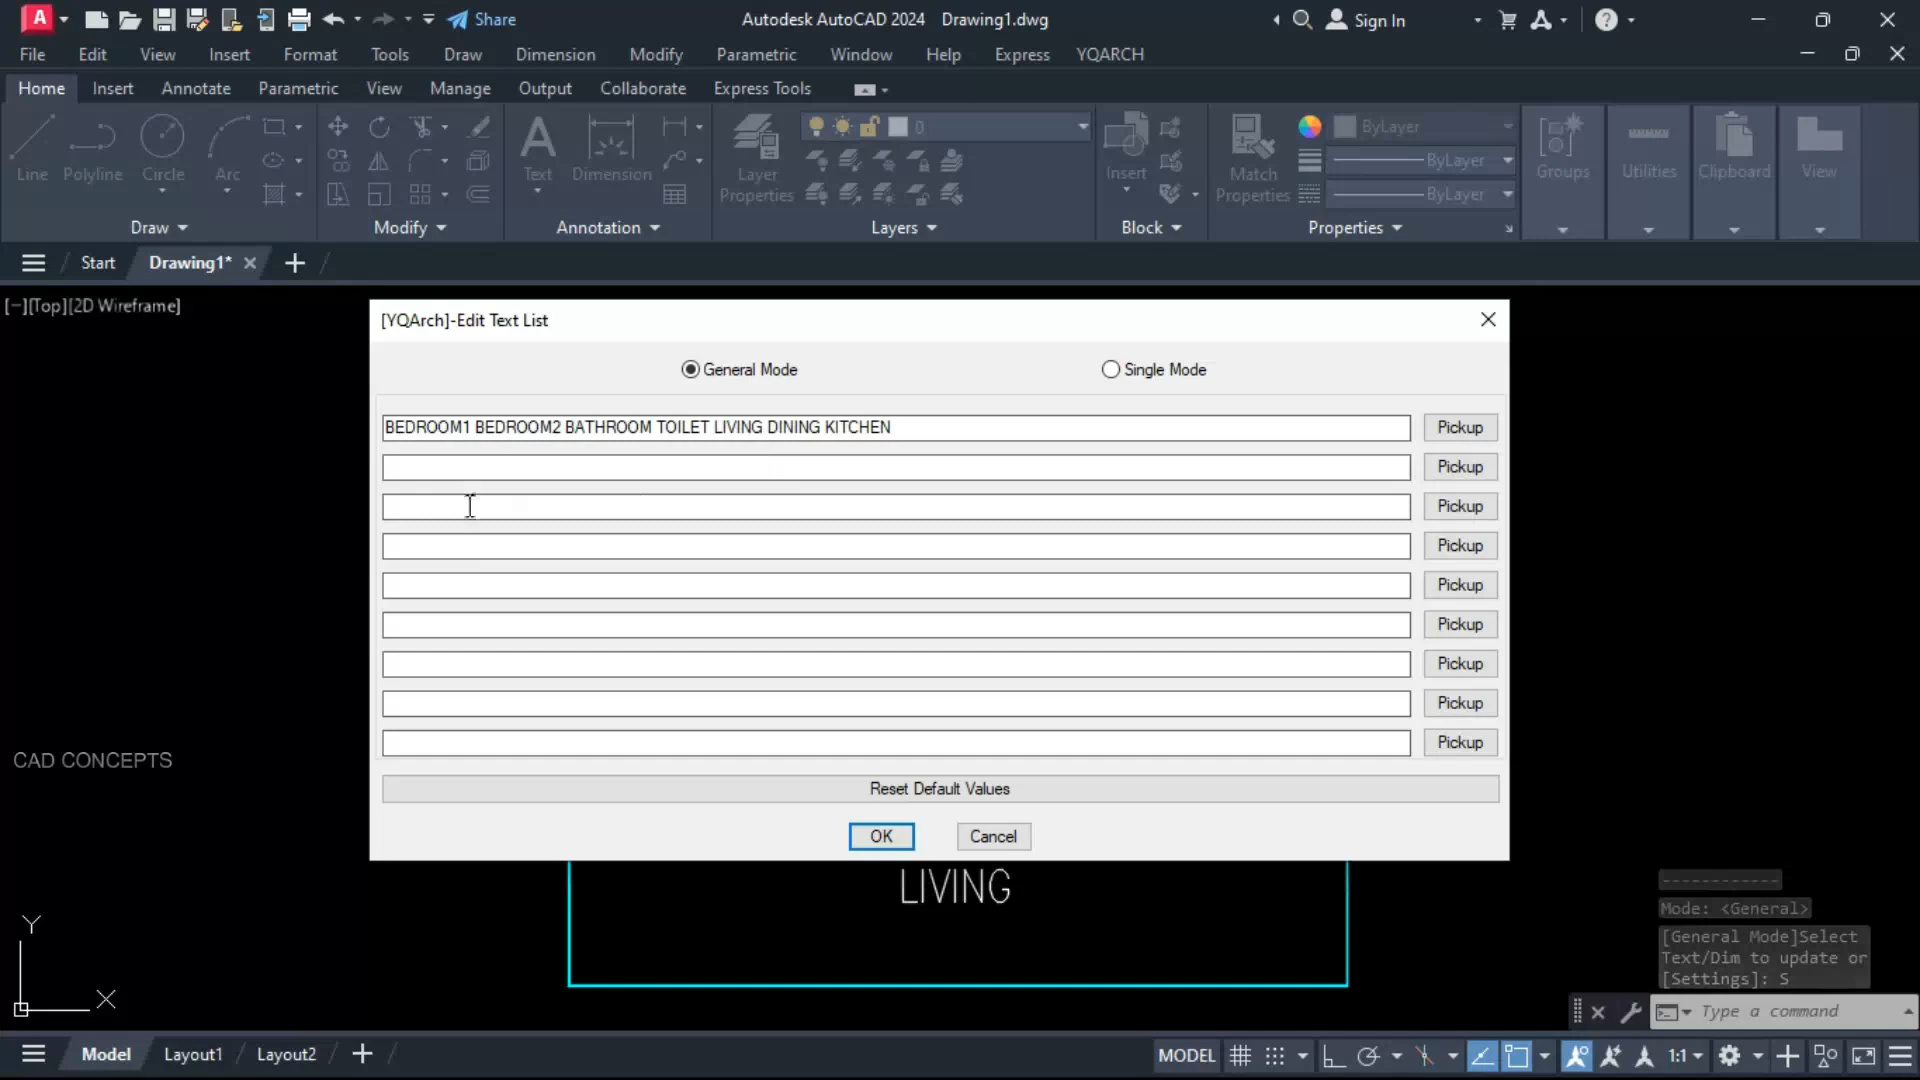 Share
Autodesk AutoCAD 2024 Drawing1.dwg
Sign In
File Edit View Insert Format Tools Draw Dimension Modify Parametric Window Help Express YQARCH
Home Insert Annotate Parametric View Manage Output Collaborate Express Tools
0
ByLayer
Line Polyline Circle Arc
Text Dimension
Layer Properties
Insert
Match Properties
ByLayer
ByLayer
Groups Utilities Clipboard View
Draw Modify Annotation Layers Block Properties
Start Drawing1*
[−][Top][2D Wireframe]
[YQArch]-Edit Text List
General Mode Single Mode
BEDROOM1 BEDROOM2 BATHROOM TOILET LIVING DINING KITCHEN Pickup
Pickup
Pickup
Pickup
Pickup
Pickup
Pickup
Pickup
Pickup
Reset Default Values
OK Cancel
CAD CONCEPTS
LIVING
Y
X
------------
Mode: <General>
[General Mode]Select
Text/Dim to update or
[Settings]: S
Type a command
Model Layout1 Layout2
MODEL 1:1